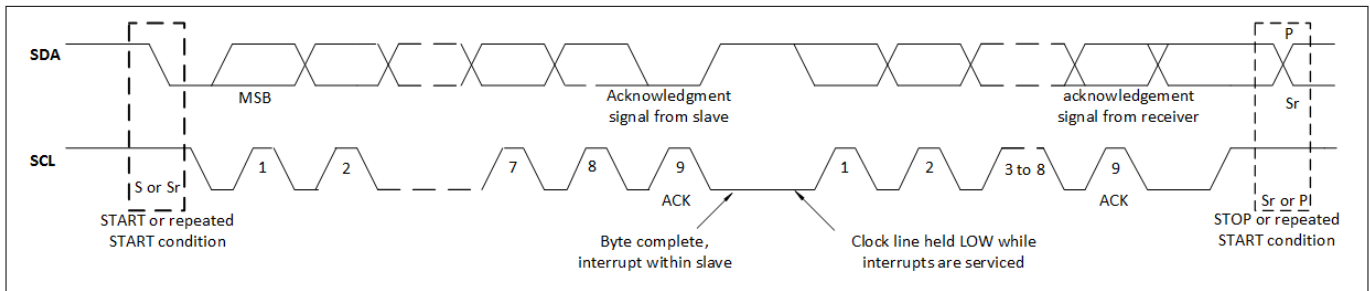 P
SDA
MSB
Acknowledgment
signal from slave
acknowledgement
signal from receiver
Sr
SCL
1
2
7
8
9
1
2
3 to 8
9
S or Sr
ACK
ACK
Sr or P
START or repeated
START condition
Byte complete,
interrupt within slave
Clock line held LOW while
interrupts are serviced
STOP or repeated
START condition